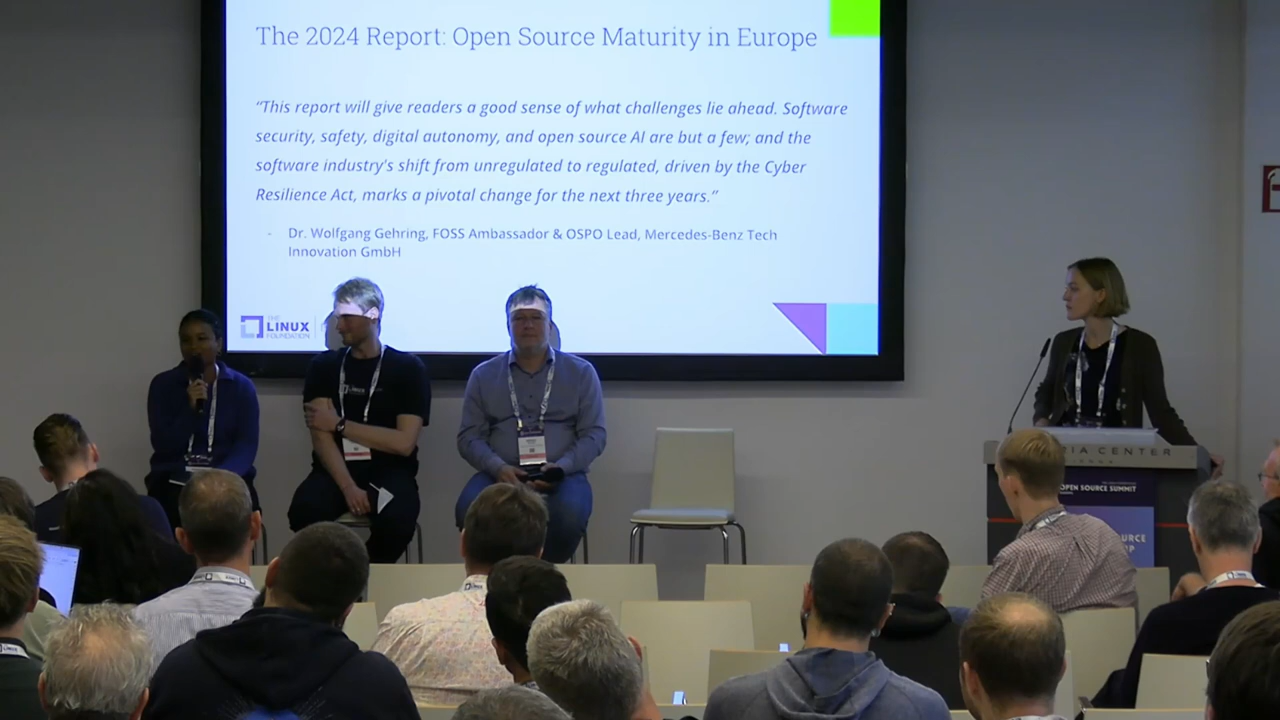 The 2024 Report: Open Source Maturity in Europe
“This report will give readers a good sense of what challenges lie ahead. Software
security, safety, digital autonomy, and open source AI are but a few; and the
software industry's shift from unregulated to regulated, driven by the Cyber
Resilience Act, marks a pivotal change for the next three years.”
- Dr. Wolfgang Gehring, FOSS Ambassador & OSPO Lead, Mercedes-Benz Tech
Innovation GmbH
THE
LINUX
FOUNDATION
IA CENTER
OPEN SOURCE SUMMIT